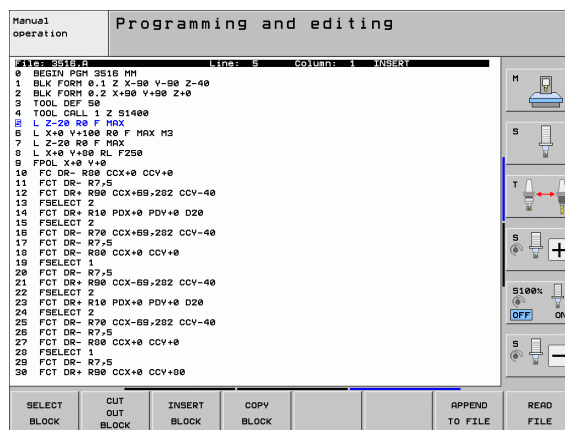 Manual
operation
Programming and editing
File: 3516.A Line: 5 Column: 1 INSERT
0 BEGIN PGM 3516 MM
1 BLK FORM 0.1 Z X-90 Y-90 Z-40
2 BLK FORM 0.2 X+90 Y+90 Z+0
3 TOOL DEF 50
4 TOOL CALL 1 Z S1400
5 L Z-20 R0 F MAX
6 L X+0 Y+100 R0 F MAX M3
7 L Z-20 R0 F MAX
8 L X+0 Y+80 RL F250
9 FPOL X+0 Y+0
10 FC DR- R80 CCX+0 CCY+0
11 FCT DR- R7,5
12 FCT DR+ R90 CCX+69,282 CCY-40
13 FSELECT 2
14 FCT DR+ R10 PDX+0 PDY+0 D20
15 FSELECT 2
16 FCT DR- R70 CCX+69,282 CCY-40
17 FCT DR- R7,5
18 FCT DR- R80 CCX+0 CCY+0
19 FSELECT 1
20 FCT DR- R7,5
21 FCT DR+ R90 CCX-69,282 CCY-40
22 FSELECT 2
23 FCT DR+ R10 PDX+0 PDY+0 D20
24 FSELECT 2
25 FCT DR- R70 CCX-69,282 CCY-40
26 FCT DR- R7,5
27 FCT DR- R80 CCX+0 CCY+0
28 FSELECT 1
29 FCT DR- R7,5
30 FCT DR+ R90 CCX+0 CCY+80
M
S
T
S
+
S100%
OFF ON
S
-
SELECT
BLOCK
CUT
OUT
BLOCK
INSERT
BLOCK
COPY
BLOCK
APPEND
TO FILE
READ
FILE